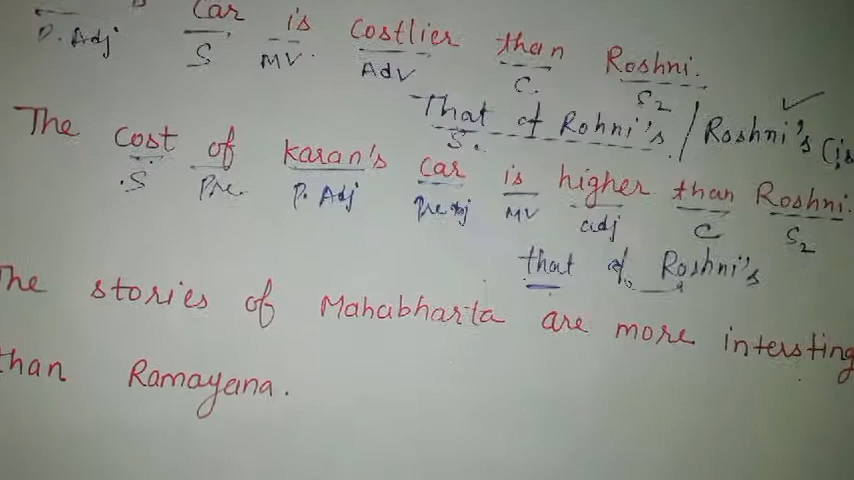 P. Adj
Car is Costlier than Roshni.
S MV. Adv C. S2
That of Rohni's / Roshni's (is
S.
The Cost of Karan's Car is higher than Roshni.
.S Pre. P. Adj MV adj C S2
that of Roshni's
The stories of Mahabharta are more intersting
than Ramayana.